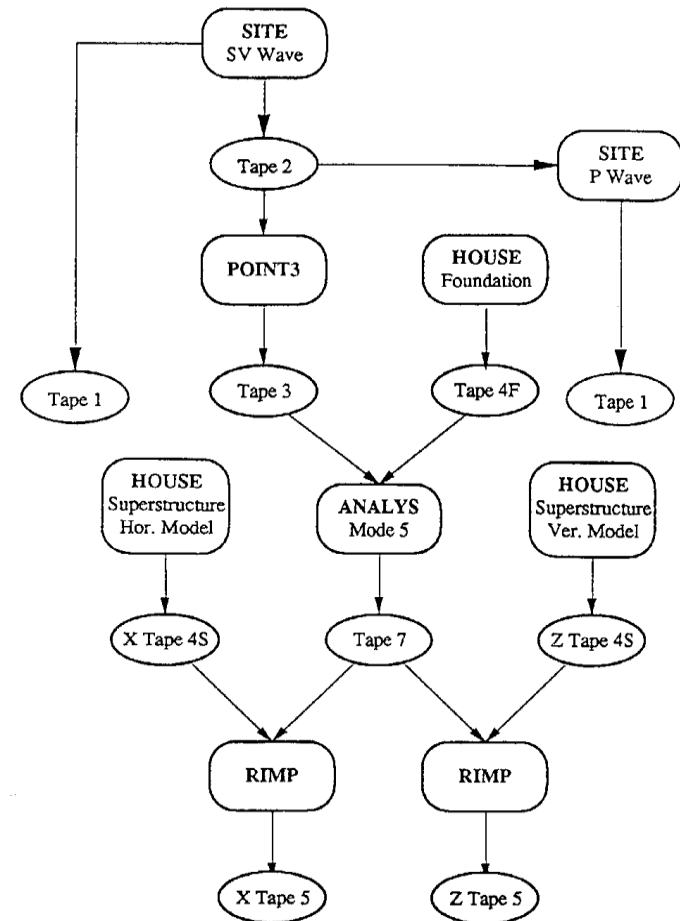 SITE
SV Wave
Tape 2
SITE
P Wave
POINT3
HOUSE
Foundation
Tape 1
Tape 3
Tape 4F
Tape 1
HOUSE
Superstructure
Hor. Model
ANALYS
Mode 5
HOUSE
Superstructure
Ver. Model
X Tape 4S
Tape 7
Z Tape 4S
RIMP
RIMP
X Tape 5
Z Tape 5